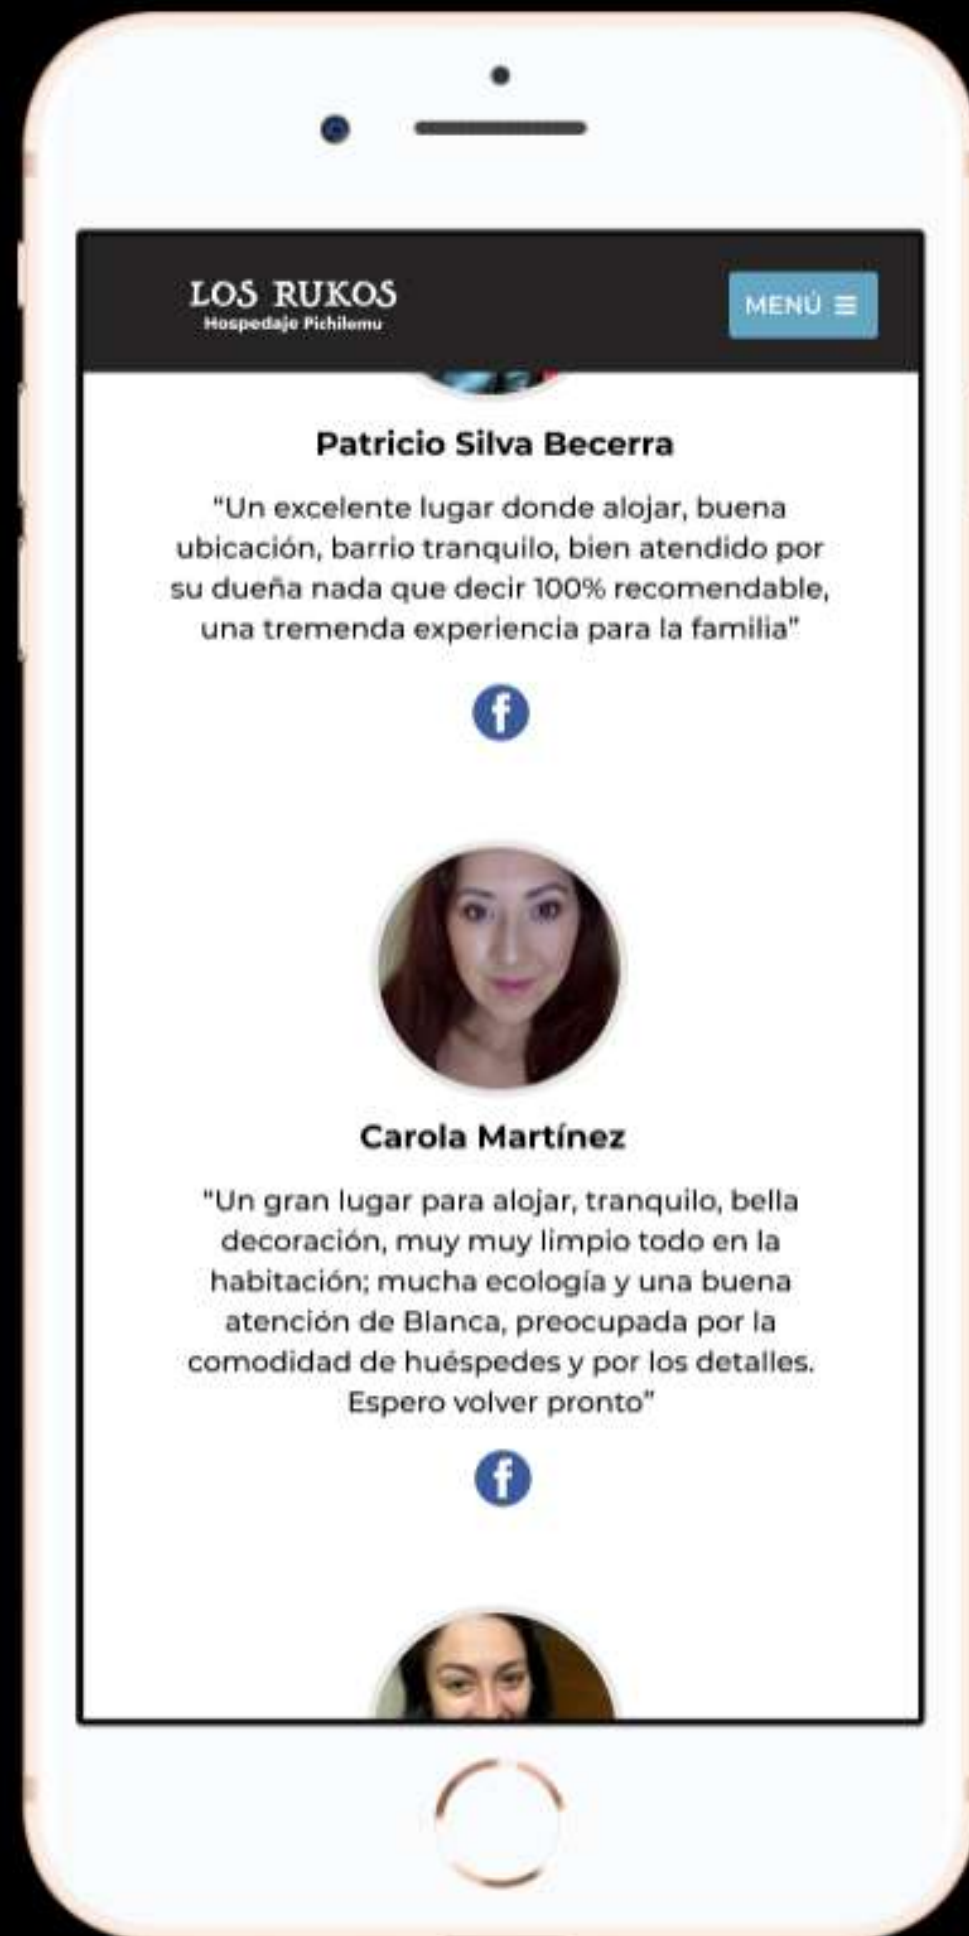 LOS RUKOS
Hospedaje Pichilemu
MENÚ
Patricio Silva Becerra
“Un excelente lugar donde alojar, buena
ubicación, barrio tranquilo, bien atendido por
su dueña nada que decir 100% recomendable,
una tremenda experiencia para la familia”
Carola Martínez
“Un gran lugar para alojar, tranquilo, bella
decoración, muy muy limpio todo en la
habitación; mucha ecología y una buena
atención de Blanca, preocupada por la
comodidad de huéspedes y por los detalles.
Espero volver pronto”